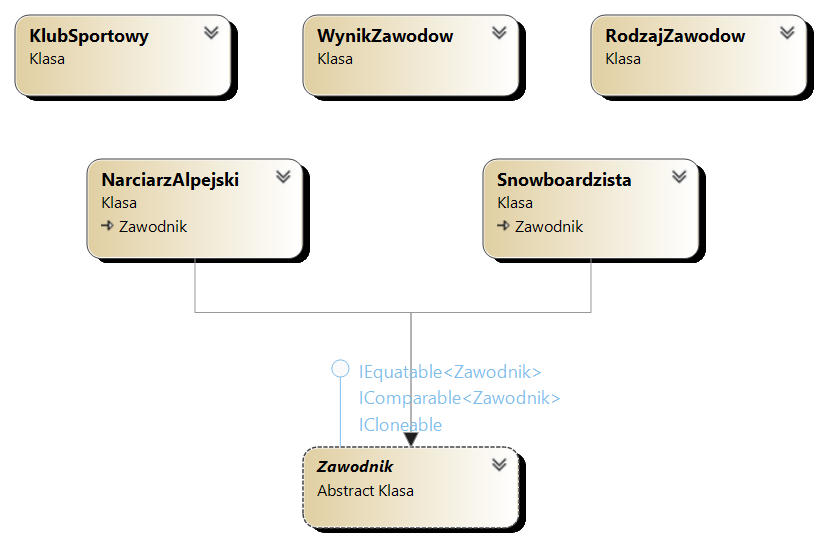 KlubSportowy
Klasa
WynikZawodow
Klasa
RodzajZawodow
Klasa
NarciarzAlpejski
Klasa
Zawodnik
Snowboardzista
Klasa
Zawodnik
IEquatable<Zawodnik>
IComparable<Zawodnik>
ICloneable
Zawodnik
Abstract Klasa